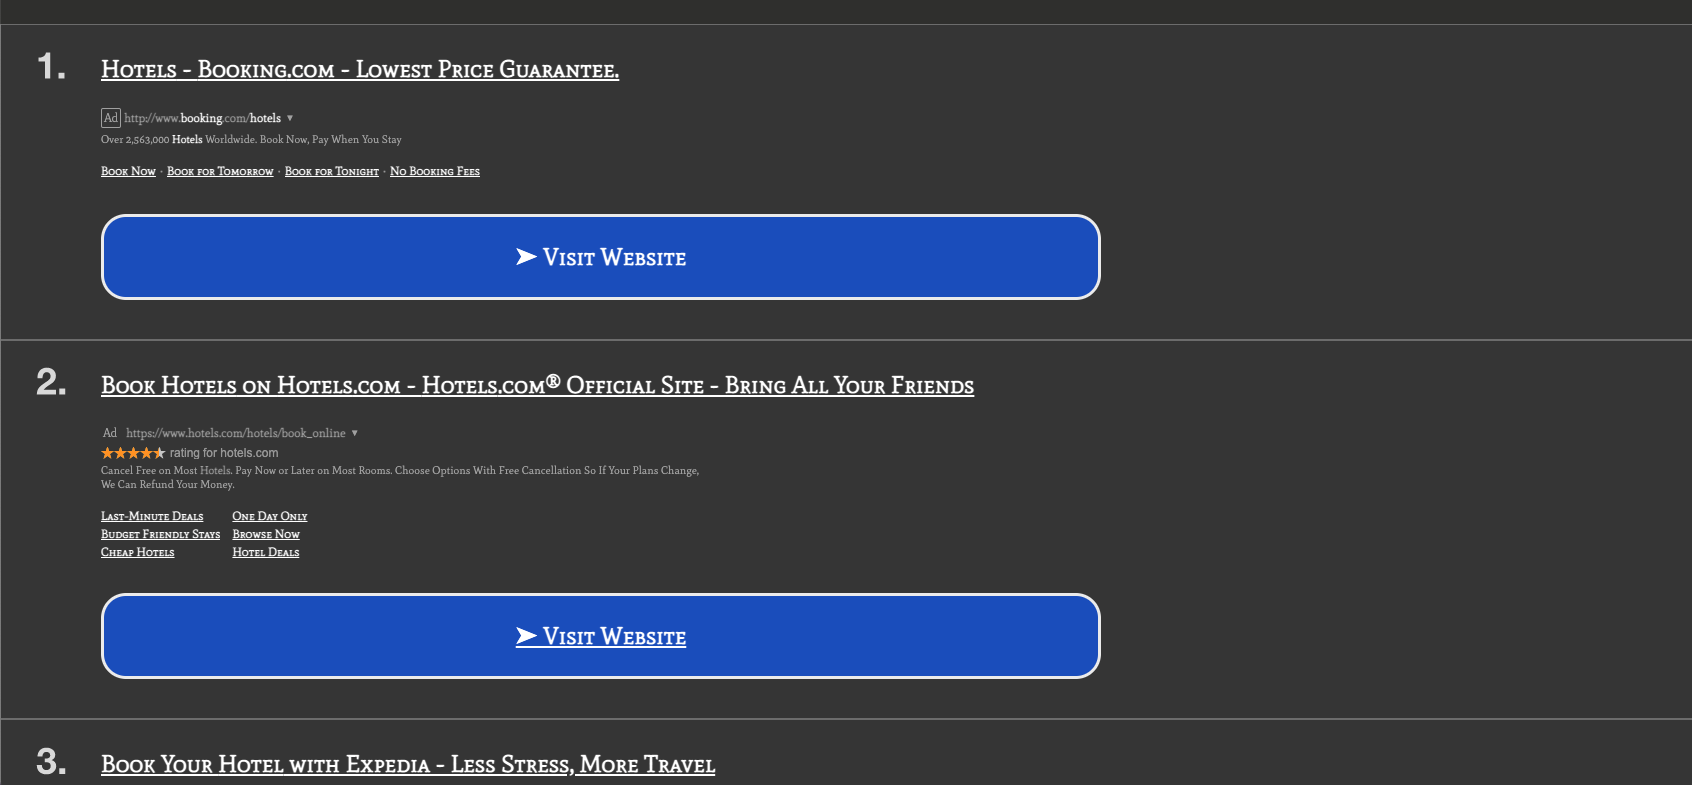 1. Hotels - Booking.com - Lowest Price Guarantee.
Ad http://www.booking.com/hotels ▼
Over 2,563,000 Hotels Worldwide. Book Now, Pay When You Stay
Book Now · Book for Tomorrow · Book for Tonight · No Booking Fees
➤ Visit Website
2. Book Hotels on Hotels.com - Hotels.com® Official Site - Bring All Your Friends
Ad https://www.hotels.com/hotels/book_online ▼
rating for hotels.com
Cancel Free on Most Hotels. Pay Now or Later on Most Rooms. Choose Options With Free Cancellation So If Your Plans Change,
We Can Refund Your Money.
Last-Minute Deals One Day Only
Budget Friendly Stays Browse Now
Cheap Hotels Hotel Deals
➤ Visit Website
3. Book Your Hotel with Expedia - Less Stress, More Travel